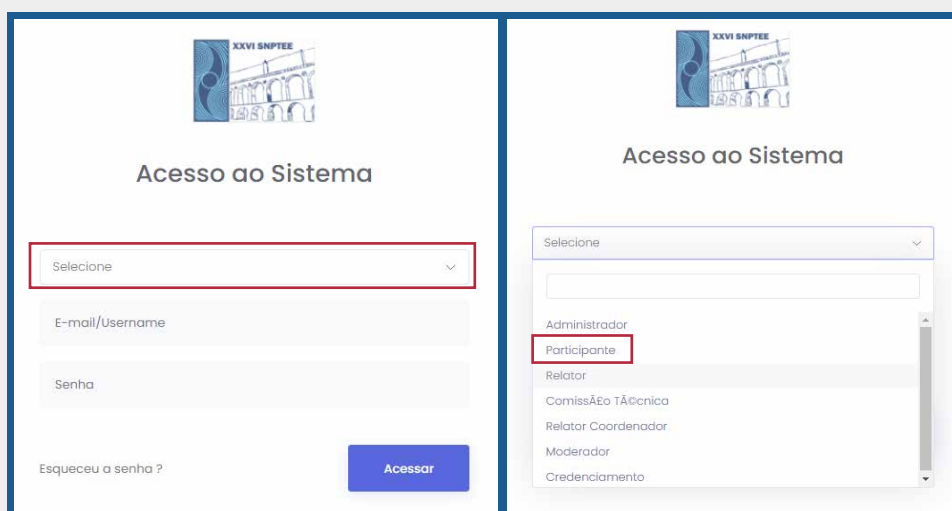 XXVI SNPTEE
Acesso ao Sistema
Selecione
E-mail/Username
Senha
Esqueceu a senha ?
Acessar
XXVI SNPTEE
Acesso ao Sistema
Selecione
Administrador
Participante
Relator
ComissÃ£o TÃ©cnica
Relator Coordenador
Moderador
Credenciamento